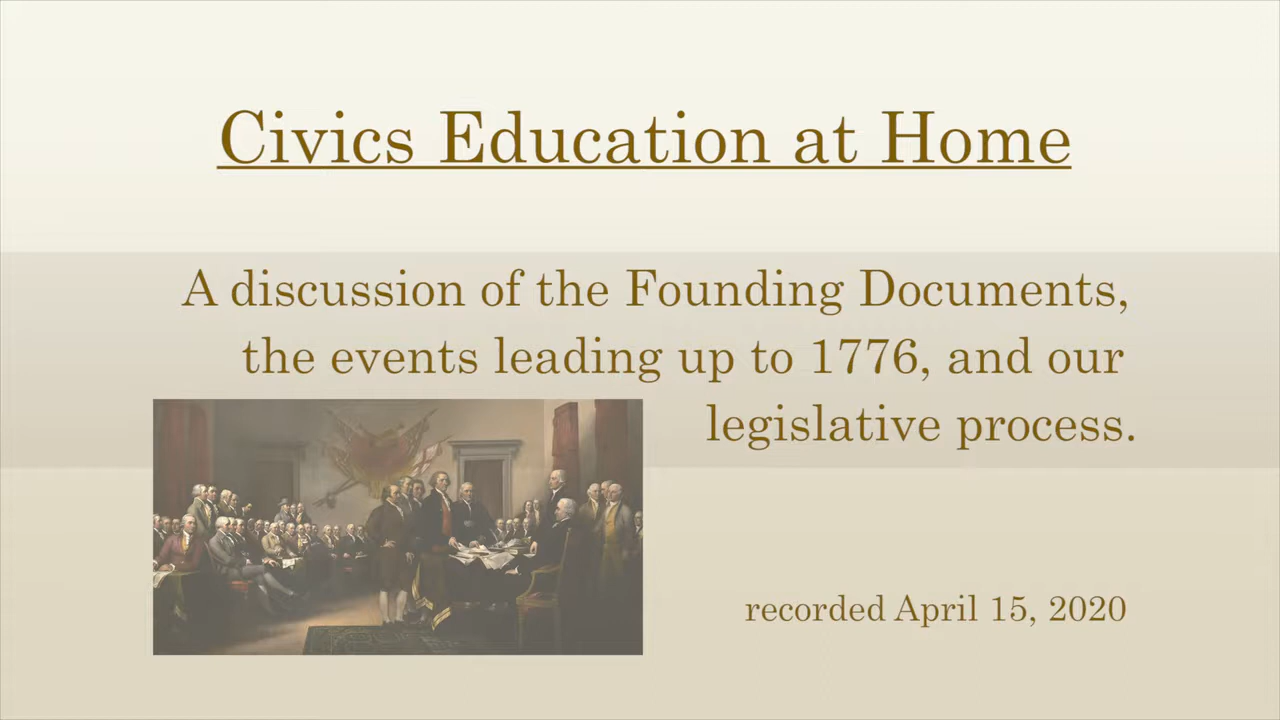 Civics Education at Home
A discussion of the Founding Documents,
the events leading up to 1776, and our
legislative process.
recorded April 15, 2020